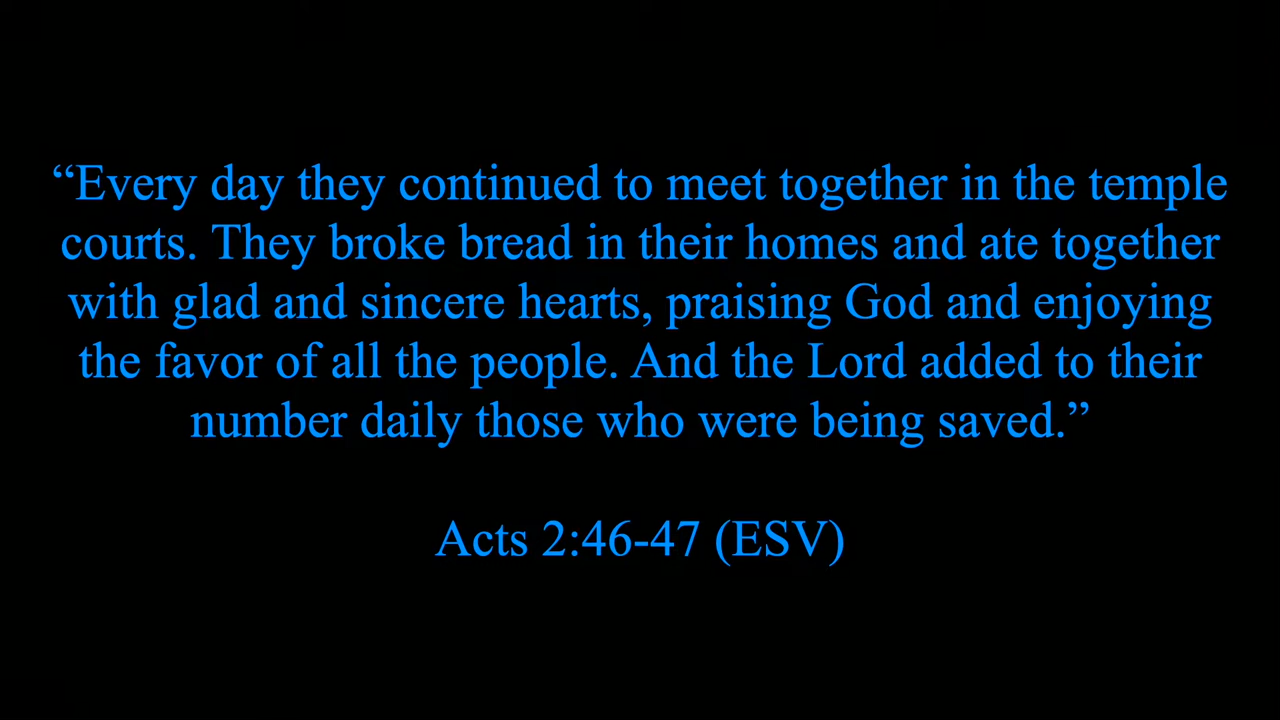 “Every day they continued to meet together in the temple
courts. They broke bread in their homes and ate together
with glad and sincere hearts, praising God and enjoying
the favor of all the people. And the Lord added to their
number daily those who were being saved.”
Acts 2:46-47 (ESV)